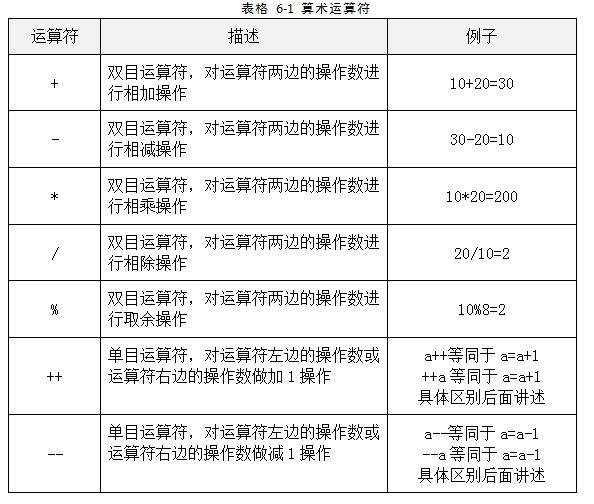 表格 6-1 算术运算符
运算符 描述 例子
+ 双目运算符，对运算符两边的操作数进
行相加操作 10+20=30
- 双目运算符，对运算符两边的操作数进
行相减操作 30-20=10
* 双目运算符，对运算符两边的操作数进
行相乘操作 10*20=200
/ 双目运算符，对运算符两边的操作数进
行相除操作 20/10=2
% 双目运算符，对运算符两边的操作数进
行取余操作 10%8=2
++ 单目运算符，对运算符左边的操作数或
运算符右边的操作数做加 1 操作
a++等同于 a=a+1
++a 等同于 a=a+1
具体区别后面讲述
-- 单目运算符，对运算符左边的操作数或
运算符右边的操作数做减 1 操作
a--等同于 a=a-1
--a 等同于 a=a-1
具体区别后面讲述